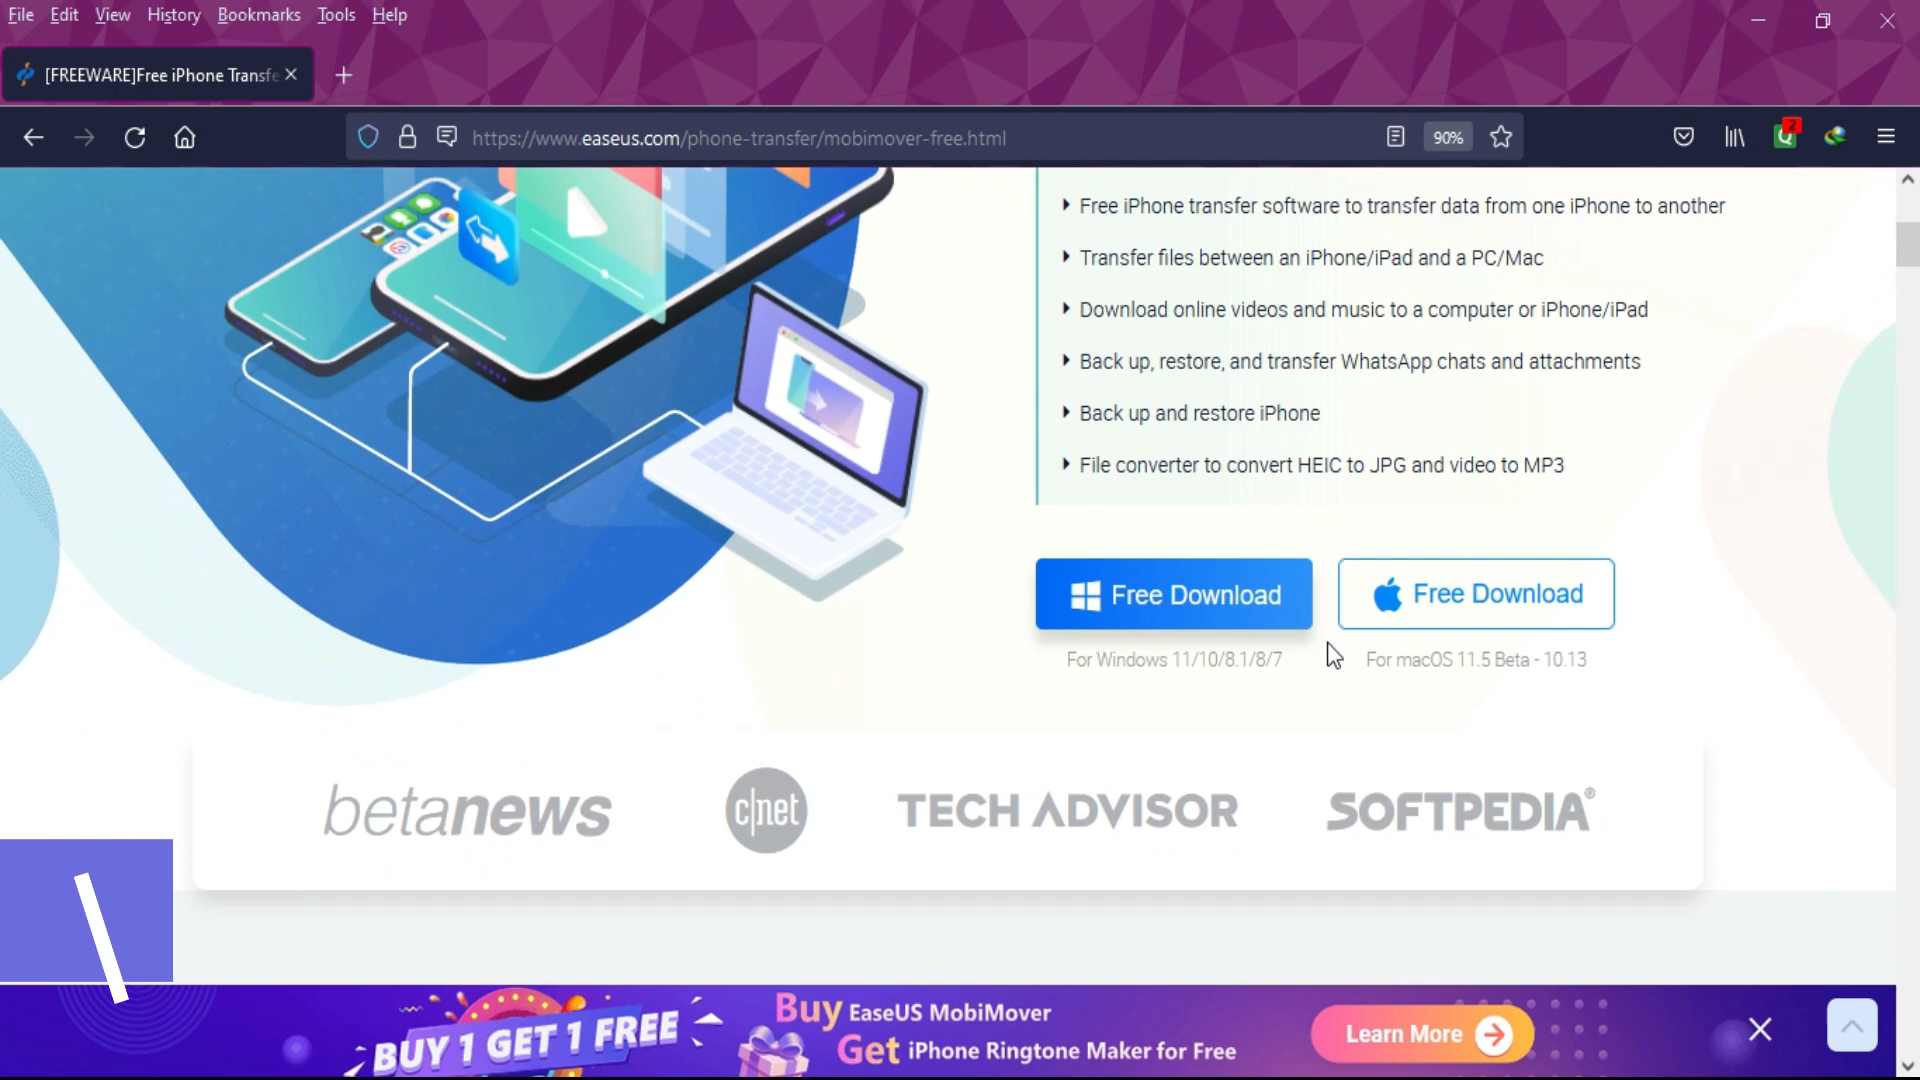 File Edit View History Bookmarks Tools Help
[FREEWARE]Free iPhone Transfe
https://www.easeus.com/phone-transfer/mobimover-free.html
90%
2
Free iPhone transfer software to transfer data from one iPhone to another
Transfer files between an iPhone/iPad and a PC/Mac
Download online videos and music to a computer or iPhone/iPad
Back up, restore, and transfer WhatsApp chats and attachments
Back up and restore iPhone
File converter to convert HEIC to JPG and video to MP3
Free Download
Free Download
For Windows 11/10/8.1/8/7
For macOS 11.5 Beta - 10.13
betanews
c|net
TECH ADVISOR
SOFTPEDIA®
BUY 1 GET 1 FREE
Buy EaseUS MobiMover
Get iPhone Ringtone Maker for Free
Learn More